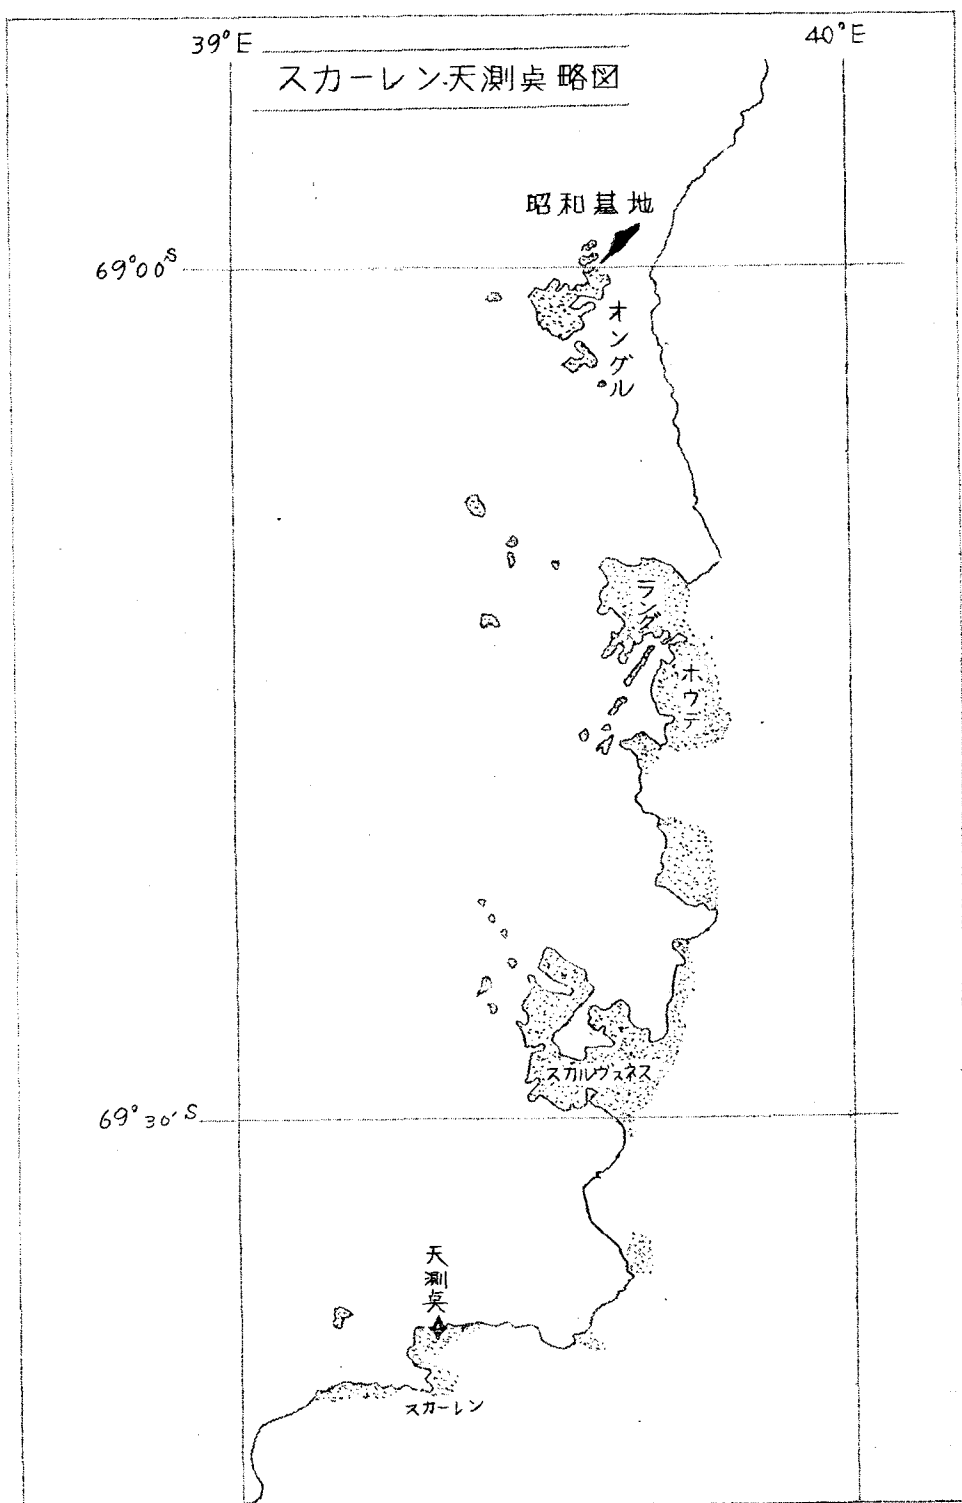 39°E
40°E
スカーレン天測点略図
昭和基地
69°00'S
オングル
ラング
ホウデ
スカルヴスネス
69°30'S
天測点
スカーレン